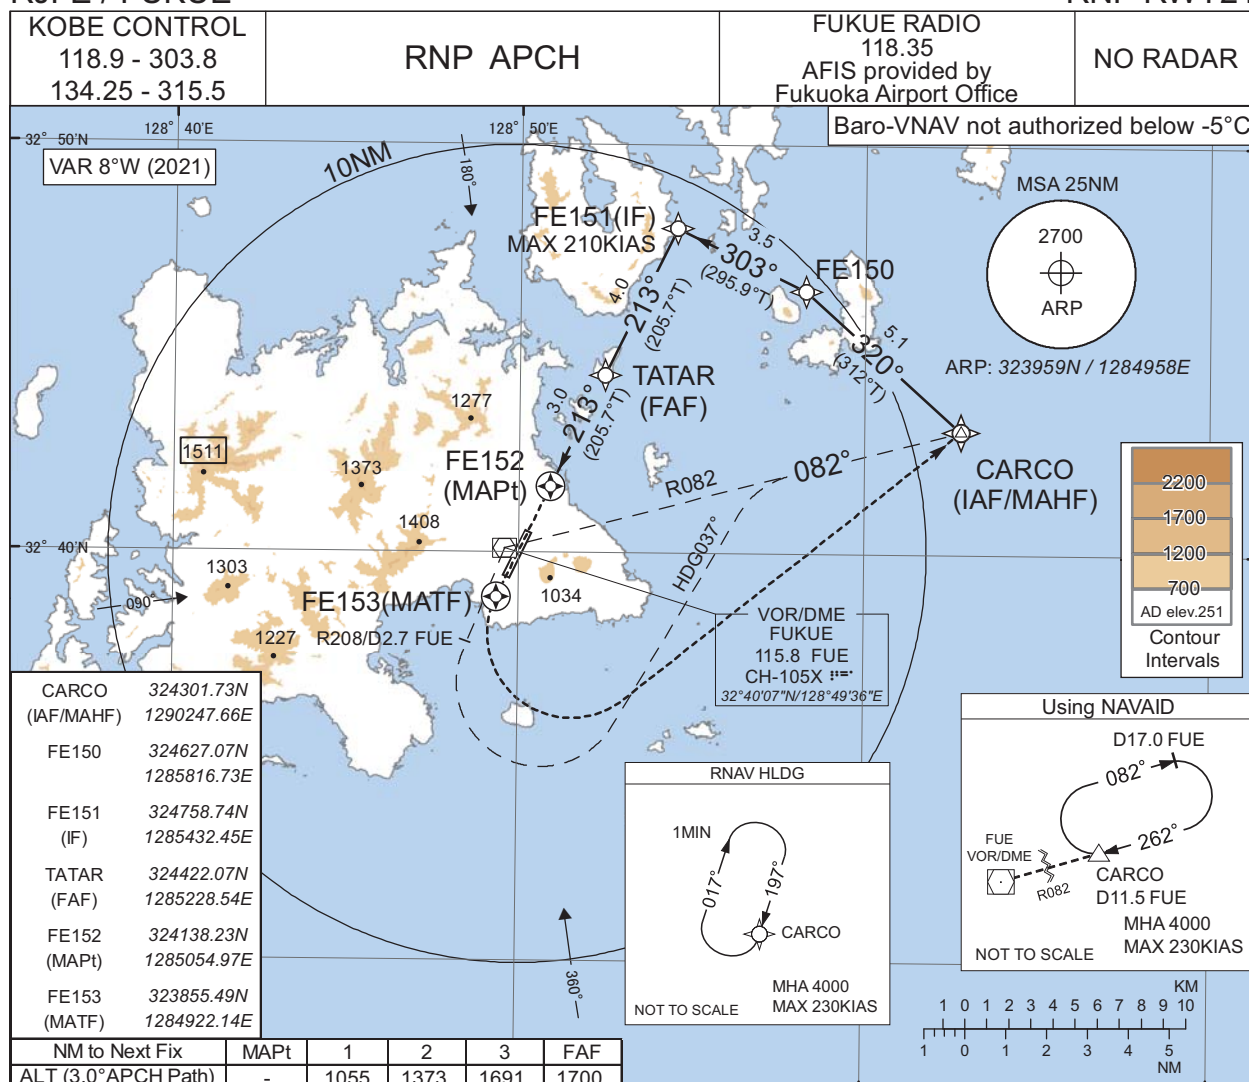 KOBE CONTROL
118.9 - 303.8
134.25 - 315.5
RNP APCH
FUKUE RADIO
118.35
AFIS provided by
Fukuoka Airport Office
NO RADAR
128° 40'E
128° 50'E
32° 50'N
Baro-VNAV not authorized below -5°C
VAR 8°W (2021)
10NM
180°
MSA 25NM
2700
ARP
ARP: 323959N / 1284958E
FE151(IF)
MAX 210KIAS
3.5
303°
(295.9°T)
FE150
5.1
320°
(312°T)
4.0
213°
(205.7°T)
TATAR
(FAF)
3.0
213°
(205.7°T)
1277
1511
1373
1408
1303
1227
1034
FE152
(MAPt)
R082
082°
CARCO
(IAF/MAHF)
HDG037°
32° 40'N
090°
FE153(MATF)
R208/D2.7 FUE
VOR/DME
FUKUE
115.8 FUE
CH-105X
32°40'07"N/128°49'36"E
2200
1700
1200
700
AD elev.251
Contour
Intervals
CARCO 324301.73N
(IAF/MAHF) 1290247.66E
FE150 324627.07N
1285816.73E
FE151 324758.74N
(IF) 1285432.45E
TATAR 324422.07N
(FAF) 1285228.54E
FE152 324138.23N
(MAPt) 1285054.97E
FE153 323855.49N
(MATF) 1284922.14E
360°
RNAV HLDG
1MIN
017°
197°
CARCO
MHA 4000
MAX 230KIAS
NOT TO SCALE
Using NAVAID
D17.0 FUE
082°
262°
FUE
VOR/DME
R082
CARCO
D11.5 FUE
MHA 4000
MAX 230KIAS
NOT TO SCALE
KM
1 0 1 2 3 4 5 6 7 8 9 10
1 0 1 2 3 4 5
NM
NM to Next Fix MAPt 1 2 3 FAF
ALT (3.0°APCH Path) - 1055 1373 1691 1700